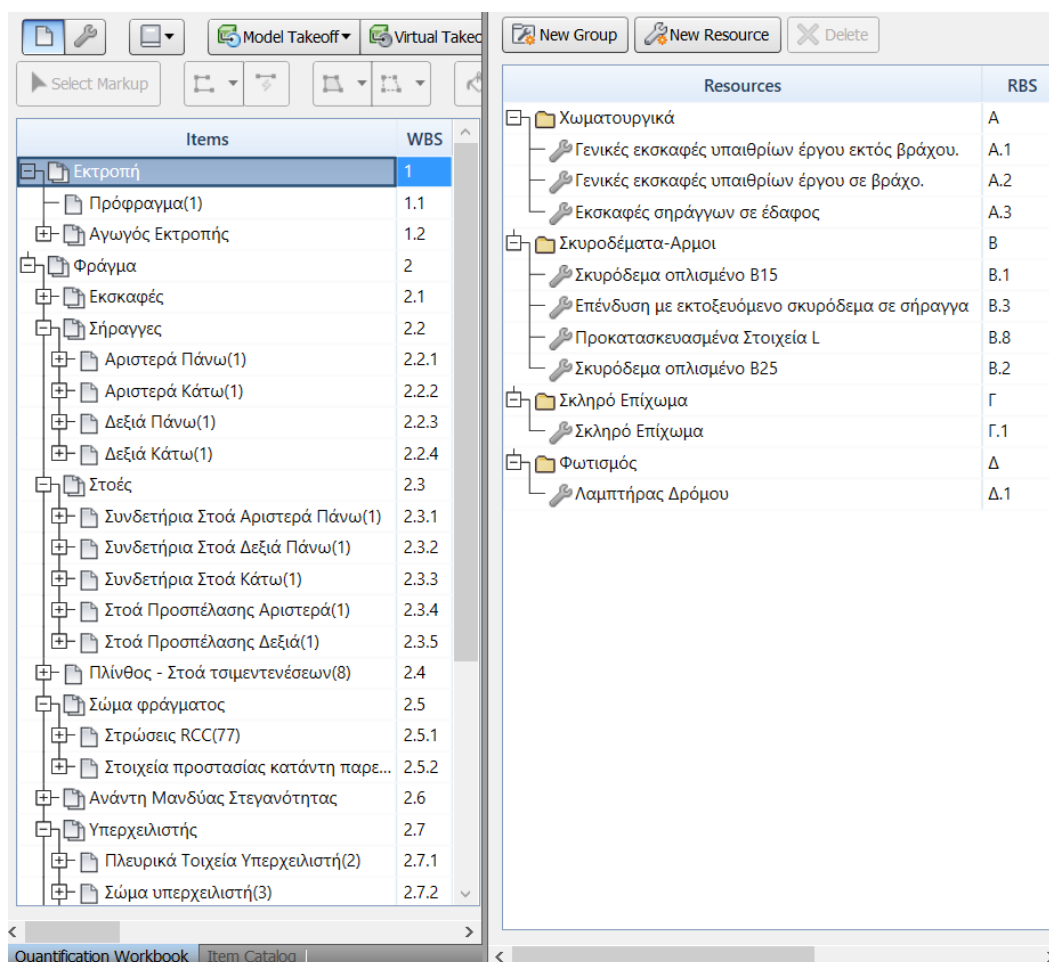 Model Takeoff
Virtual Takeo
Select Markup
Items WBS
Εκτροπή 1
Πρόφραγμα(1) 1.1
Αγωγός Εκτροπής 1.2
Φράγμα 2
Εκσκαφές 2.1
Σήραγγες 2.2
Αριστερά Πάνω(1) 2.2.1
Αριστερά Κάτω(1) 2.2.2
Δεξιά Πάνω(1) 2.2.3
Δεξιά Κάτω(1) 2.2.4
Στοές 2.3
Συνδετήρια Στοά Αριστερά Πάνω(1) 2.3.1
Συνδετήρια Στοά Δεξιά Πάνω(1) 2.3.2
Συνδετήρια Στοά Κάτω(1) 2.3.3
Στοά Προσπέλασης Αριστερά(1) 2.3.4
Στοά Προσπέλασης Δεξιά(1) 2.3.5
Πλίνθος - Στοά τσιμεντενέσεων(8) 2.4
Σώμα φράγματος 2.5
Στρώσεις RCC(77) 2.5.1
Στοιχεία προστασίας κατάντη παρε... 2.5.2
Ανάντη Μανδύας Στεγανότητας 2.6
Υπερχειλιστής 2.7
Πλευρικά Τοιχεία Υπερχειλιστή(2) 2.7.1
Σώμα υπερχειλιστή(3) 2.7.2
Quantification Workbook Item Catalog
New Group New Resource Delete
Resources RBS
Χωματουργικά Α
Γενικές εκσκαφές υπαιθρίων έργου εκτός βράχου. Α.1
Γενικές εκσκαφές υπαιθρίων έργου σε βράχο. Α.2
Εκσκαφές σηράγγων σε έδαφος Α.3
Σκυροδέματα-Αρμοι Β
Σκυρόδεμα οπλισμένο Β15 Β.1
Επένδυση με εκτοξευόμενο σκυρόδεμα σε σήραγγα Β.3
Προκατασκευασμένα Στοιχεία L Β.8
Σκυρόδεμα οπλισμένο Β25 Β.2
Σκληρό Επίχωμα Γ
Σκληρό Επίχωμα Γ.1
Φωτισμός Δ
Λαμπτήρας Δρόμου Δ.1